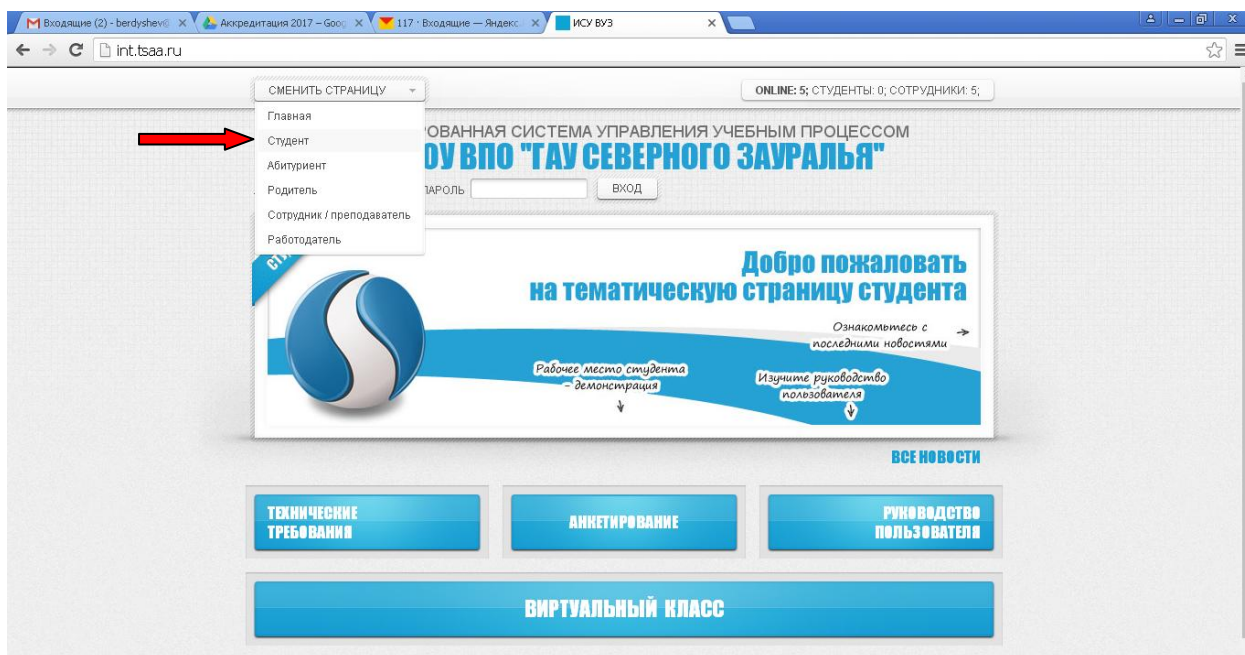 Входящие (2) - berdyshev@
Аккредитация 2017 – Goo
117 · Входящие — Яндекс.
ИСУ ВУЗ
int.tsaa.ru
СМЕНИТЬ СТРАНИЦУ
ONLINE: 5; СТУДЕНТЫ: 0; СОТРУДНИКИ: 5;
Главная
Студент
Абитуриент
Родитель
Сотрудник / преподаватель
Работодатель
РОВАННАЯ СИСТЕМА УПРАВЛЕНИЯ УЧЕБНЫМ ПРОЦЕССОМ
ОУ ВПО "ГАУ СЕВЕРНОГО ЗАУРАЛЬЯ"
ПАРОЛЬ
ВХОД
Добро пожаловать
на тематическую страницу студента
Ознакомьтесь с
последними новостями
Рабочее место студента
- демонстрация
Изучите руководство
пользователя
ВСЕ НОВОСТИ
ТЕХНИЧЕСКИЕ
ТРЕБОВАНИЯ
АНКЕТИРОВАНИЕ
РУКОВОДСТВО
ПОЛЬЗОВАТЕЛЯ
ВИРТУАЛЬНЫЙ КЛАСС